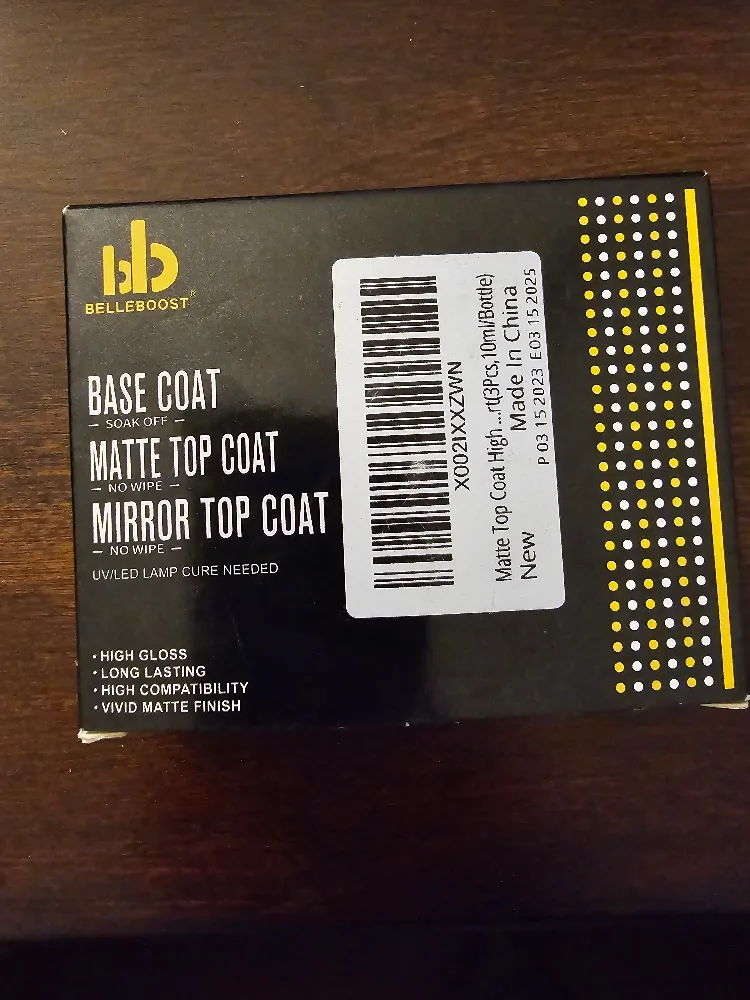 BELLEBOOST
BASE COAT
— SOAK OFF —
MATTE TOP COAT
— NO WIPE —
MIRROR TOP COAT
— NO WIPE —
UV/LED LAMP CURE NEEDED
• HIGH GLOSS
• LONG LASTING
• HIGH COMPATIBILITY
• VIVID MATTE FINISH
X002IXXZWN
Matte Top Coat High ...rt(3Pcs, 10ml/Bottle)
New
Made In China
P 03 15 2023 E03 15 2025